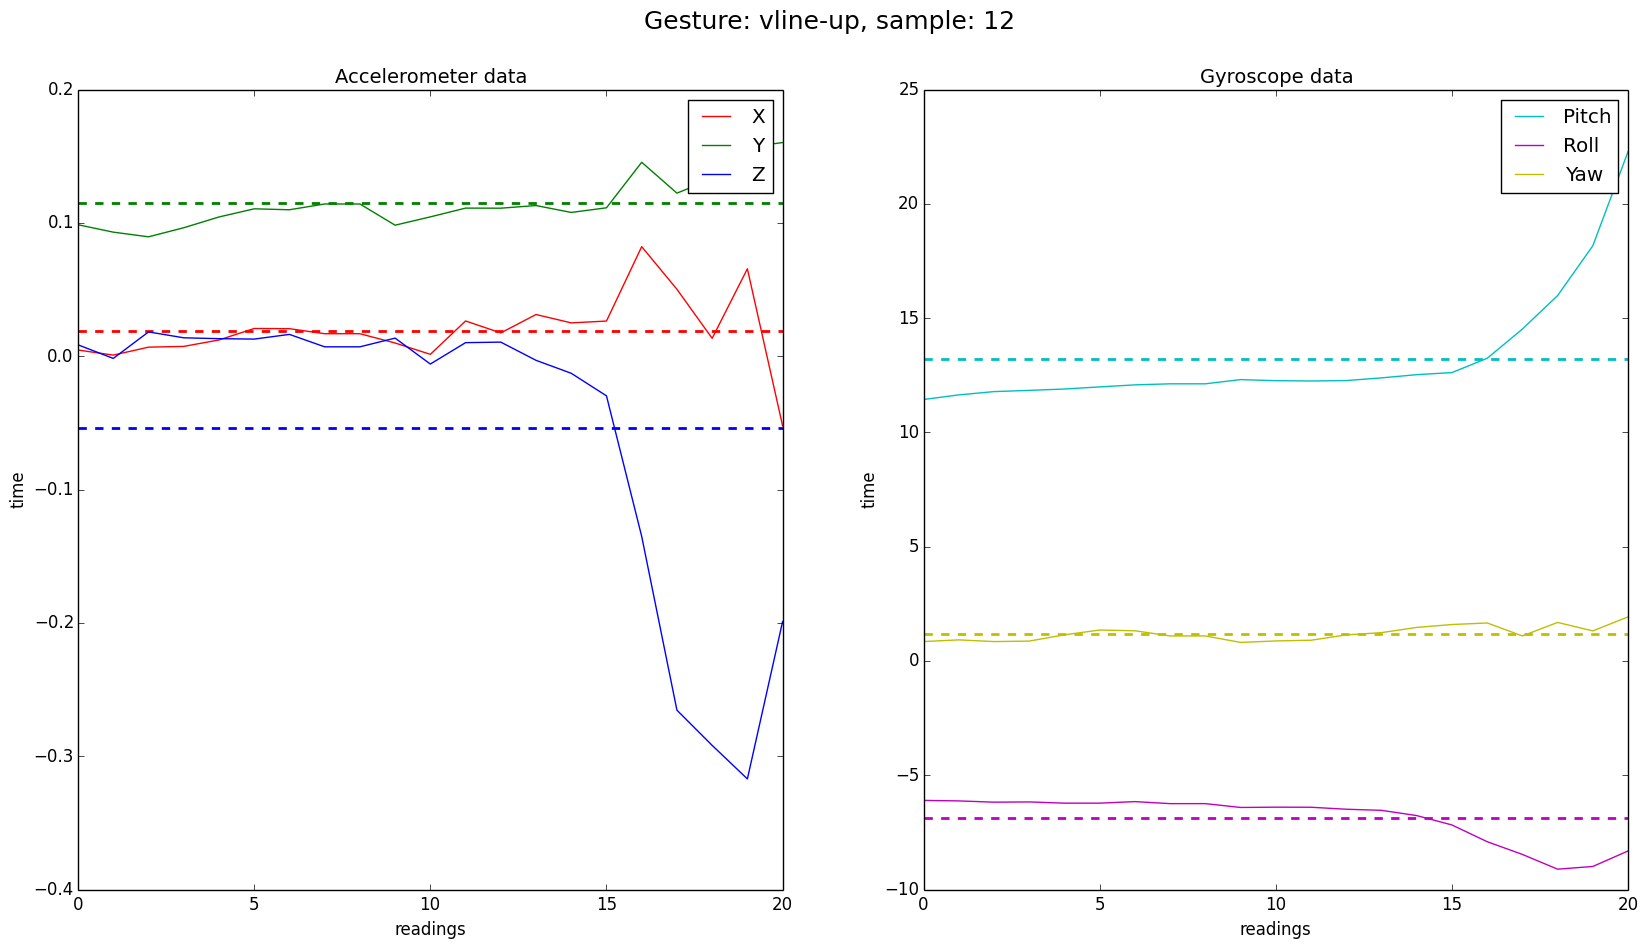 Gesture: vline-up, sample: 12
Accelerometer data
0.2
0.1
0.0
−0.1
−0.2
−0.3
−0.4
time
0
5
10
15
20
readings
X
Y
Z
Gyroscope data
25
20
15
10
5
0
−5
−10
time
0
5
10
15
20
readings
Pitch
Roll
Yaw